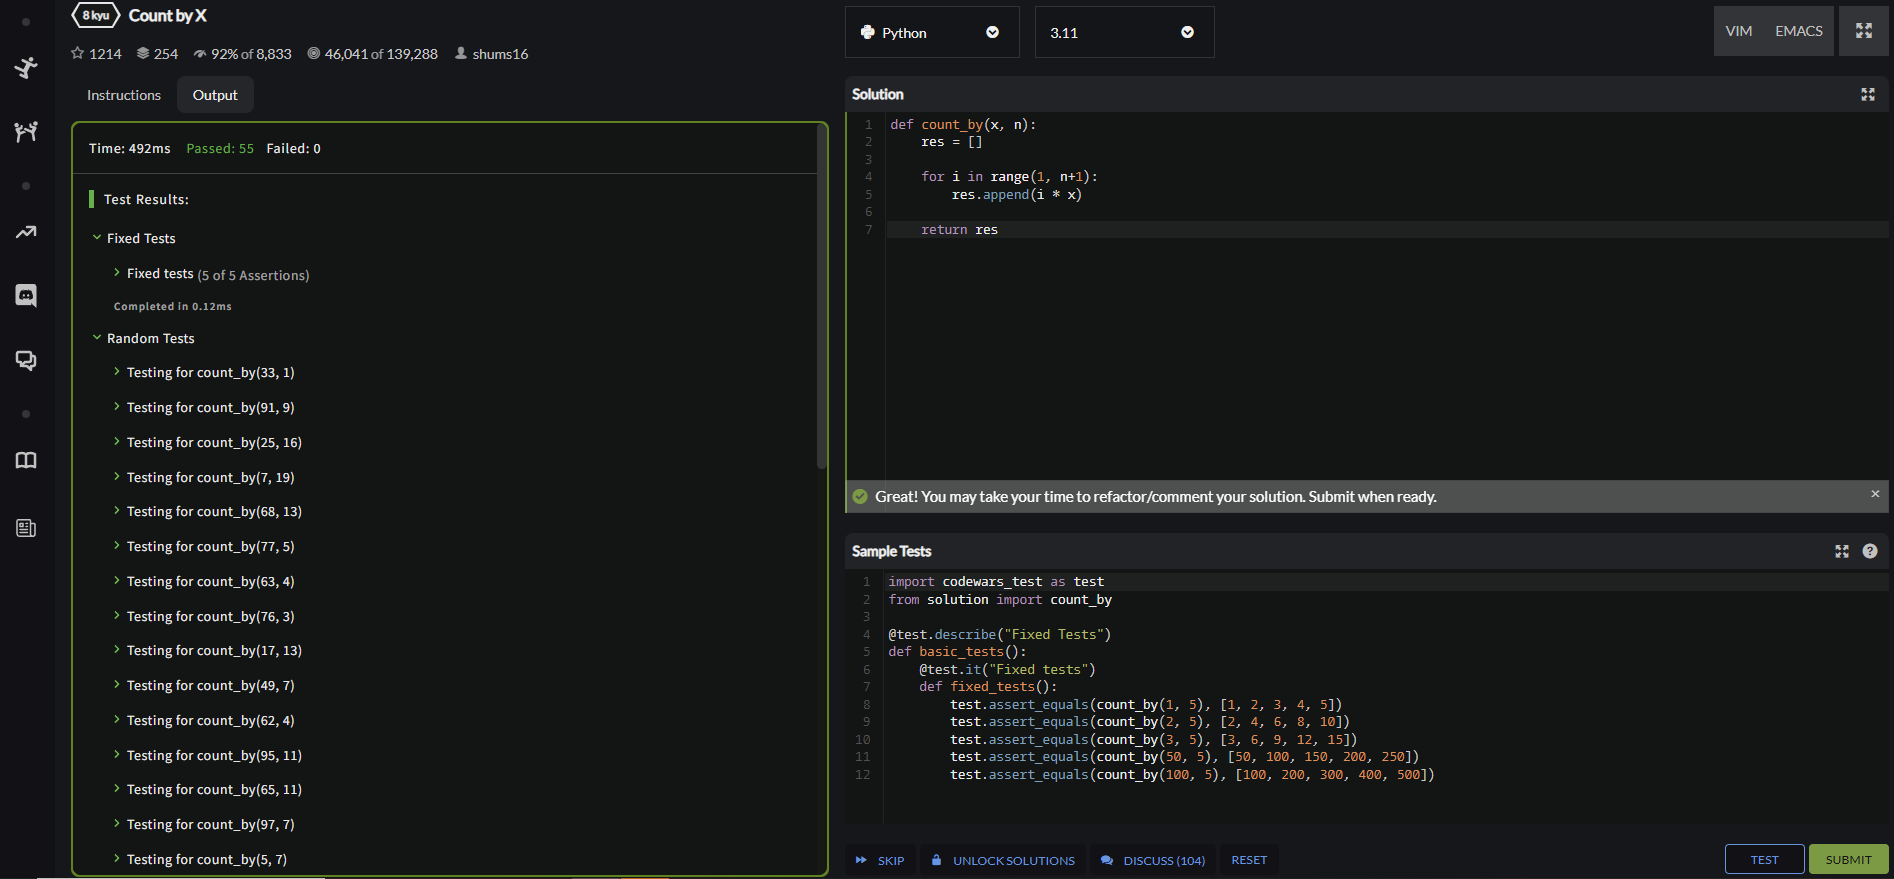 8 kyu Count by X
1214 254 92% of 8,833 46,041 of 139,288 shums16
Instructions Output
Time: 492ms Passed: 55 Failed: 0
Test Results:
Fixed Tests
Fixed tests (5 of 5 Assertions)
Completed in 0.12ms
Random Tests
Testing for count_by(33, 1)
Testing for count_by(91, 9)
Testing for count_by(25, 16)
Testing for count_by(7, 19)
Testing for count_by(68, 13)
Testing for count_by(77, 5)
Testing for count_by(63, 4)
Testing for count_by(76, 3)
Testing for count_by(17, 13)
Testing for count_by(49, 7)
Testing for count_by(62, 4)
Testing for count_by(95, 11)
Testing for count_by(65, 11)
Testing for count_by(97, 7)
Testing for count_by(5, 7)
Python 3.11 VIM EMACS
Solution
1 def count_by(x, n):
2     res = []
3
4     for i in range(1, n+1):
5         res.append(i * x)
6
7     return res
Great! You may take your time to refactor/comment your solution. Submit when ready. ×
Sample Tests ?
1 import codewars_test as test
2 from solution import count_by
3
4 @test.describe("Fixed Tests")
5 def basic_tests():
6     @test.it("Fixed tests")
7     def fixed_tests():
8         test.assert_equals(count_by(1, 5), [1, 2, 3, 4, 5])
9         test.assert_equals(count_by(2, 5), [2, 4, 6, 8, 10])
10         test.assert_equals(count_by(3, 5), [3, 6, 9, 12, 15])
11         test.assert_equals(count_by(50, 5), [50, 100, 150, 200, 250])
12         test.assert_equals(count_by(100, 5), [100, 200, 300, 400, 500])
SKIP UNLOCK SOLUTIONS DISCUSS (104) RESET TEST SUBMIT